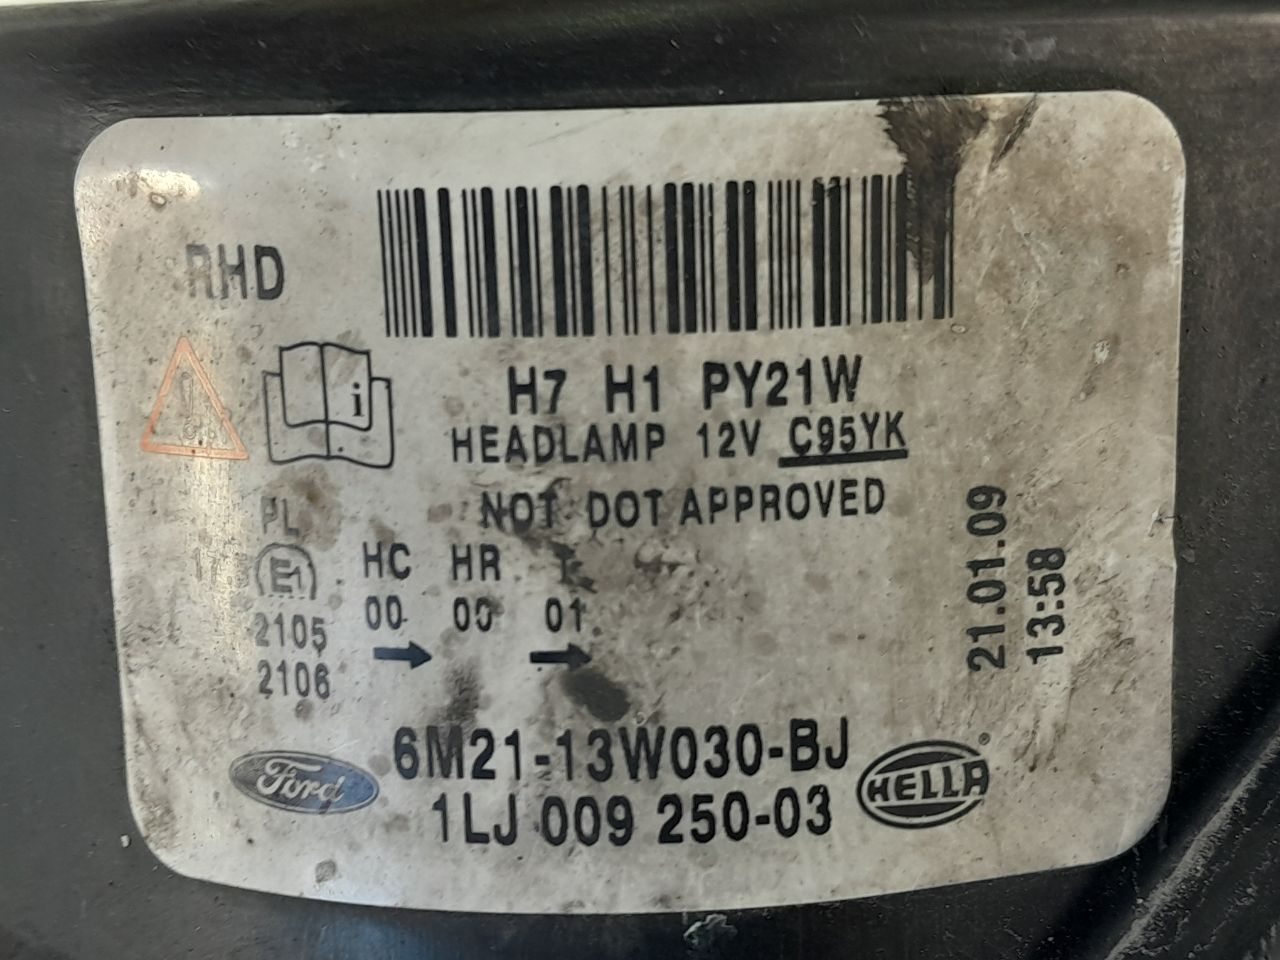 RHD
i
H7 H1 PY21W
HEADLAMP 12V C95YK
NOT DOT APPROVED
PL
E1
HC HR
00 00 01
2105
2106
21.01.09
13:58
6M21-13W030-BJ
1LJ 009 250-03
Ford
HELLA ®